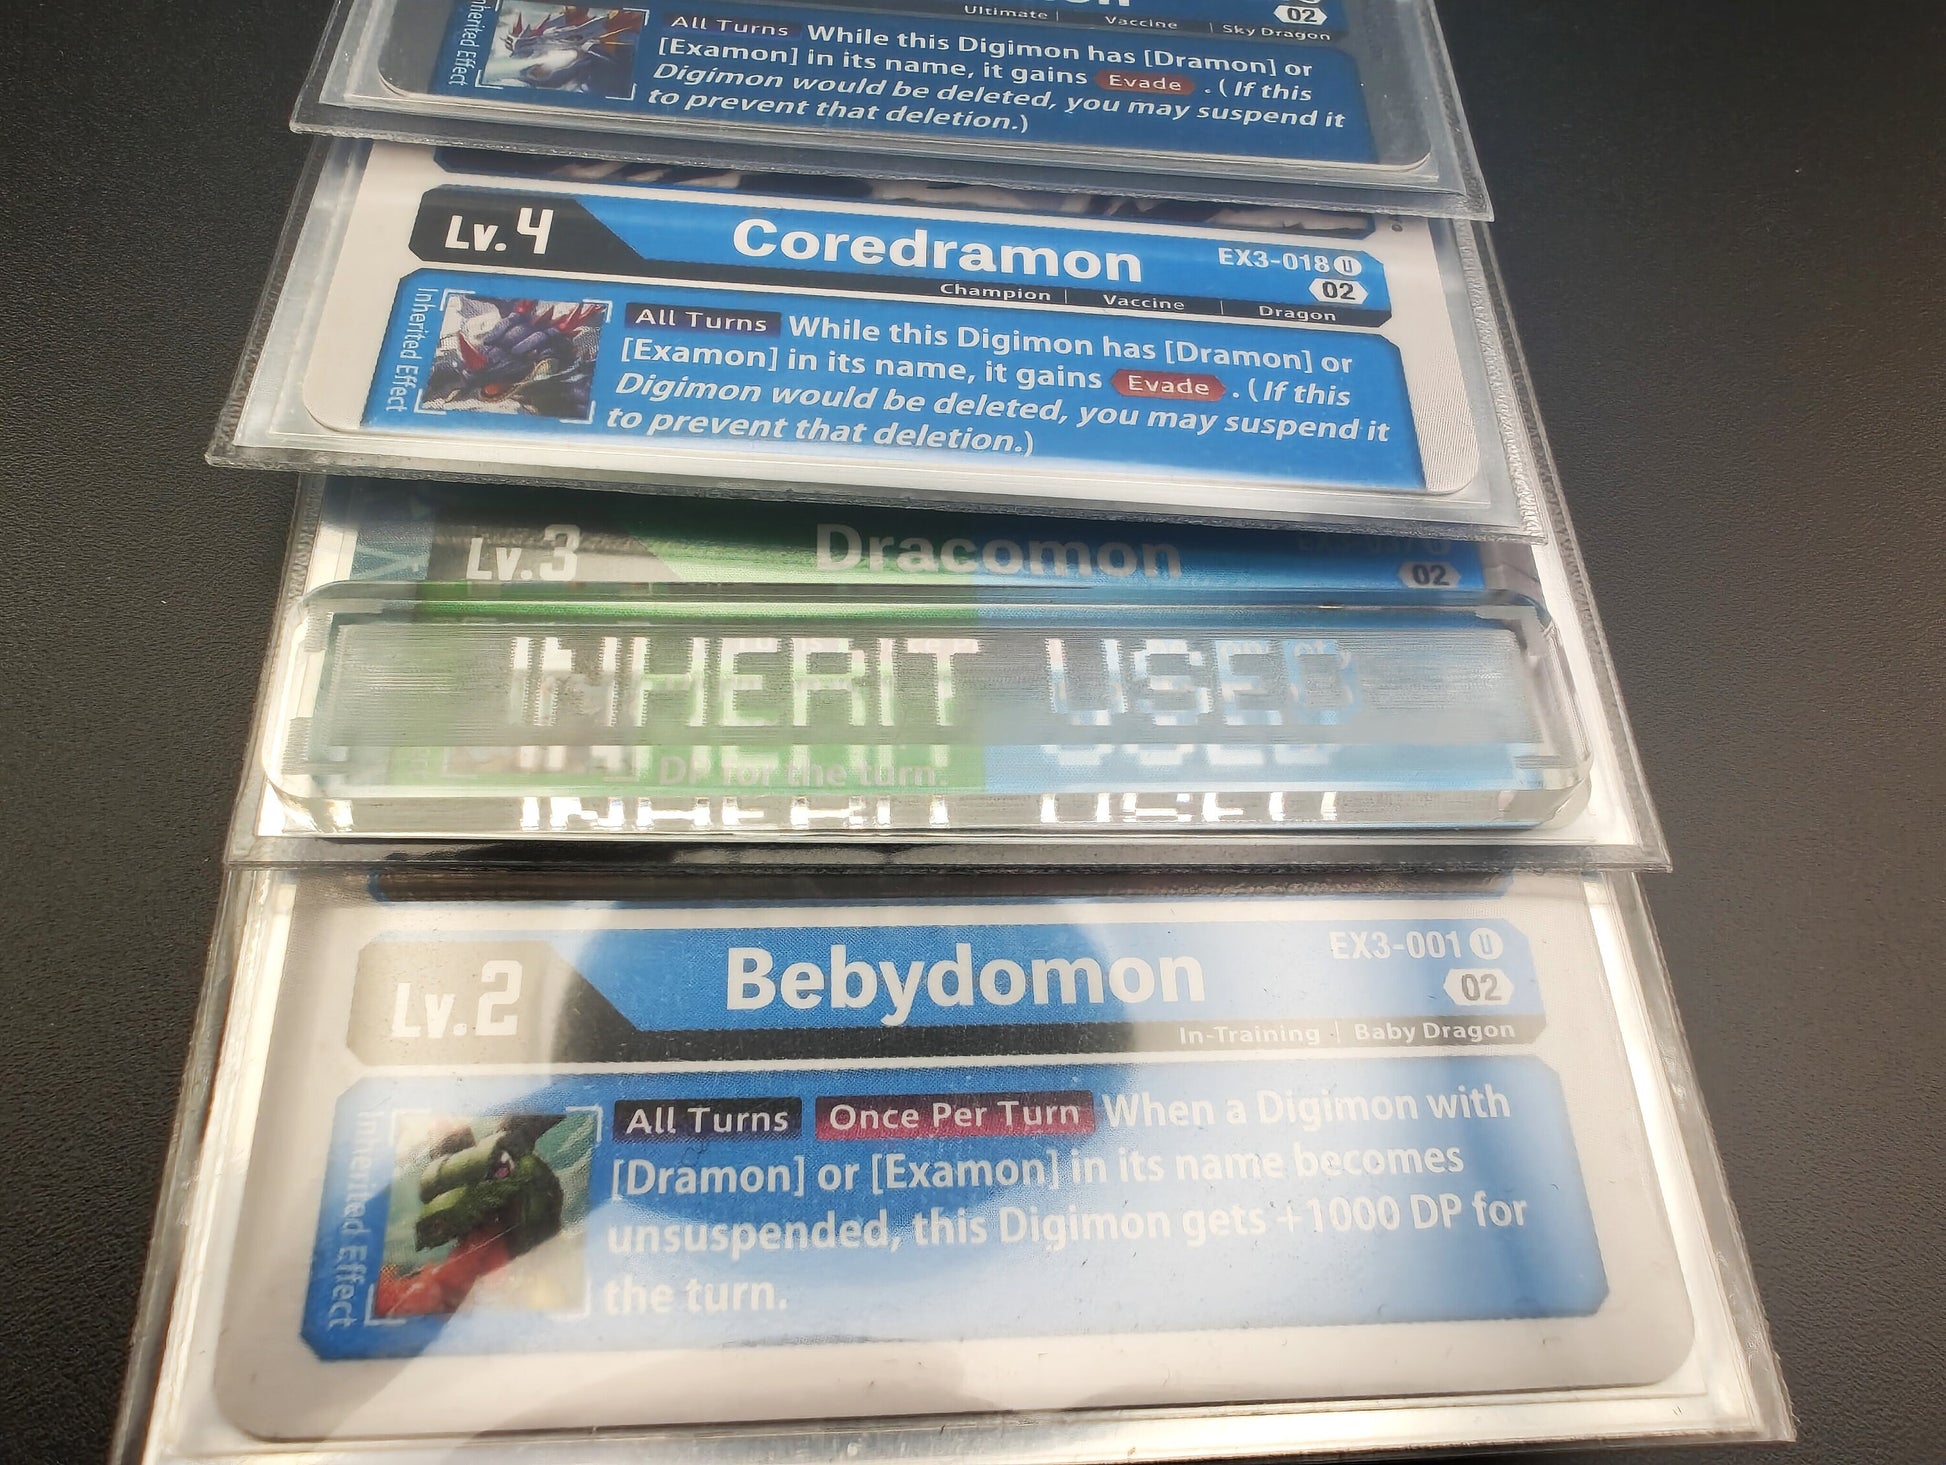 Ultimate | Vaccine | Sky Dragon
02
Inherited Effect
All Turns While this Digimon has [Dramon] or
[Examon] in its name, it gains Evade . (If this
Digimon would be deleted, you may suspend it
to prevent that deletion.)
Lv.4 Coredramon EX3-018 U
02
Champion | Vaccine | Dragon
Inherited Effect
All Turns While this Digimon has [Dramon] or
[Examon] in its name, it gains Evade . (If this
Digimon would be deleted, you may suspend it
to prevent that deletion.)
Lv.3 Dracomon
02
INHERIT USED
DP for the turn.
Lv.2 Bebydomon EX3-001 U
02
In-Training | Baby Dragon
Inherited Effect
All Turns Once Per Turn When a Digimon with
[Dramon] or [Examon] in its name becomes
unsuspended, this Digimon gets +1000 DP for
the turn.